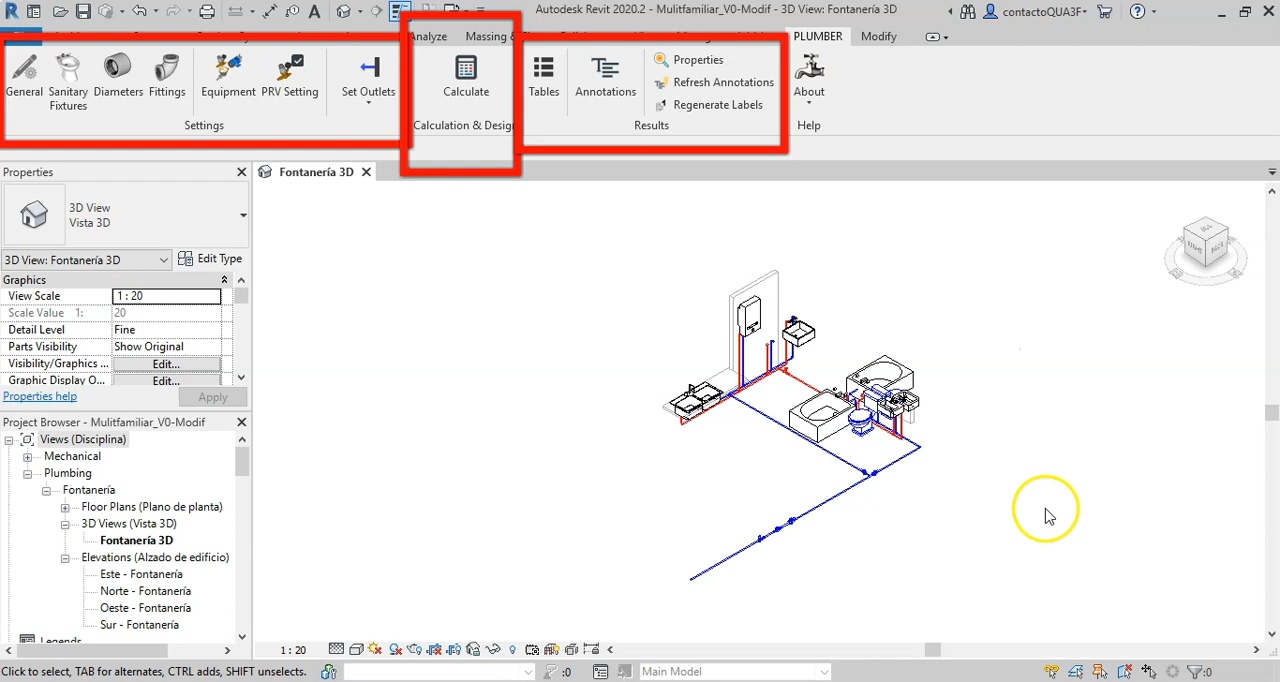 Autodesk Revit 2020.2 - Mulitfamiliar_V0-Modif - 3D View: Fontanería 3D
contactoQUA3F
Analyze
Massing &
PLUMBER
Modify
General
Sanitary
Fixtures
Diameters
Fittings
Equipment
PRV Setting
Set Outlets
Settings
Calculate
Calculation & Desig
Tables
Annotations
Properties
Refresh Annotations
Regenerate Labels
Results
About
Help
Properties
3D View
Vista 3D
3D View: Fontanería 3D
Edit Type
Graphics
View Scale
1 : 20
Scale Value 1:
20
Detail Level
Fine
Parts Visibility
Show Original
Visibility/Graphics ...
Edit...
Graphic Display O...
Edit...
Properties help
Apply
Project Browser - Mulitfamiliar_V0-Modif
Views (Disciplina)
Mechanical
Plumbing
Fontanería
Floor Plans (Plano de planta)
3D Views (Vista 3D)
Fontanería 3D
Elevations (Alzado de edificio)
Este - Fontanería
Norte - Fontanería
Oeste - Fontanería
Sur - Fontanería
Legends
Fontanería 3D
1 : 20
Click to select, TAB for alternates, CTRL adds, SHIFT unselects.
:0
Main Model
:0